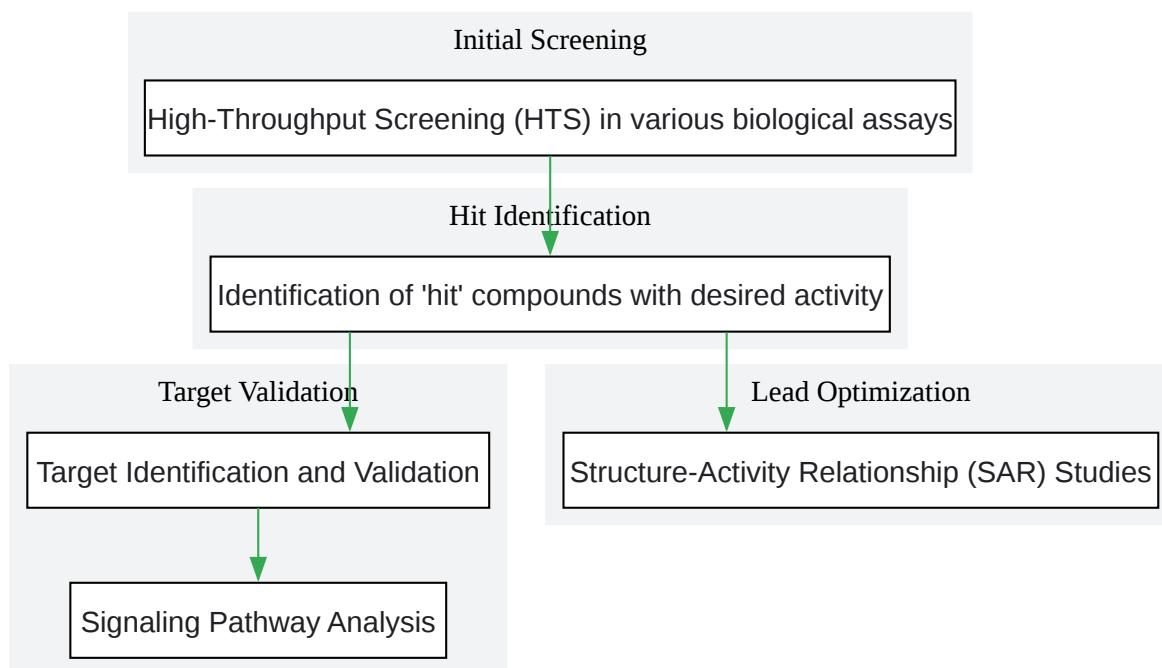 Initial Screening
High-Throughput Screening (HTS) in various biological assays
Hit Identification
Identification of 'hit' compounds with desired activity
Target Validation
Target Identification and Validation
Signaling Pathway Analysis
Lead Optimization
Structure-Activity Relationship (SAR) Studies